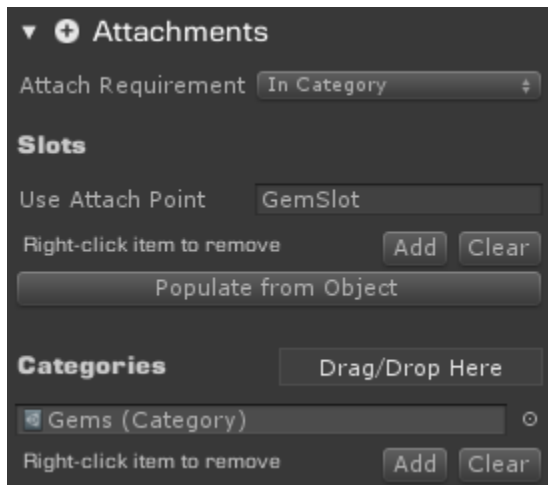 Attachments
Attach Requirement In Category
Slots
Use Attach Point GemSlot
Right-click item to remove Add Clear
Populate from Object
Categories Drag/Drop Here
Gems (Category)
Right-click item to remove Add Clear